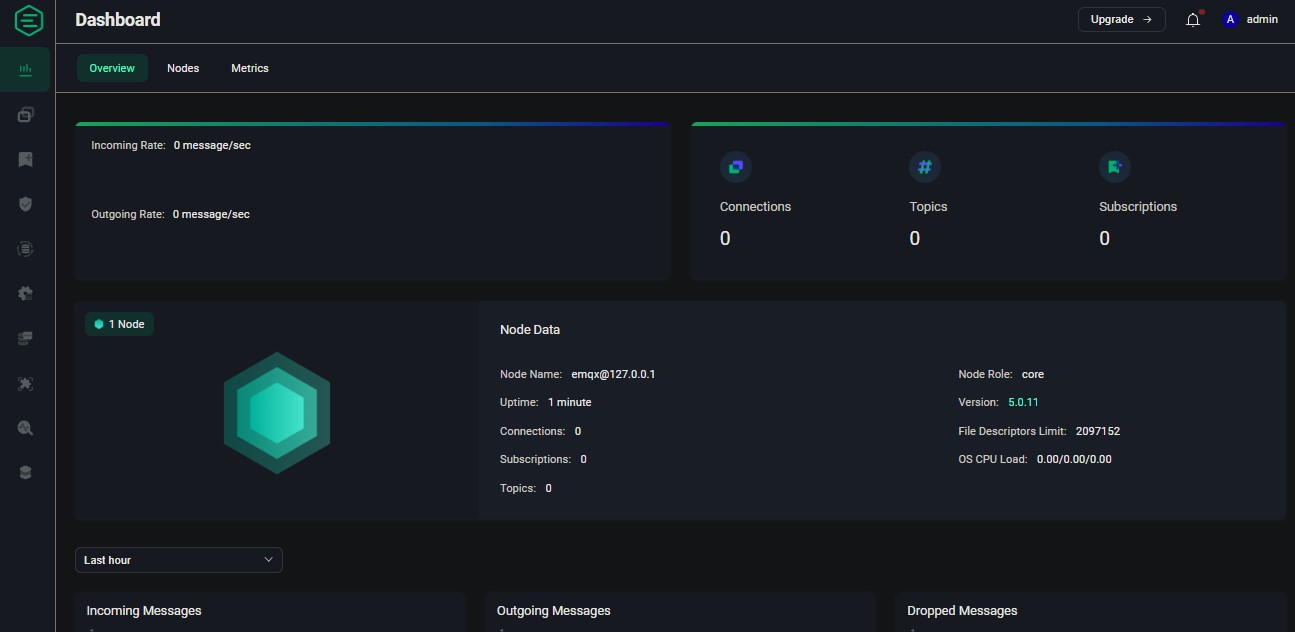 Dashboard
Upgrade →
A admin
Overview Nodes Metrics
Incoming Rate: 0 message/sec
Outgoing Rate: 0 message/sec
Connections
0
Topics
0
Subscriptions
0
1 Node
Node Data
Node Name: emqx@127.0.0.1
Uptime: 1 minute
Connections: 0
Subscriptions: 0
Topics: 0
Node Role: core
Version: 5.0.11
File Descriptors Limit: 2097152
OS CPU Load: 0.00/0.00/0.00
Last hour
Incoming Messages
Outgoing Messages
Dropped Messages